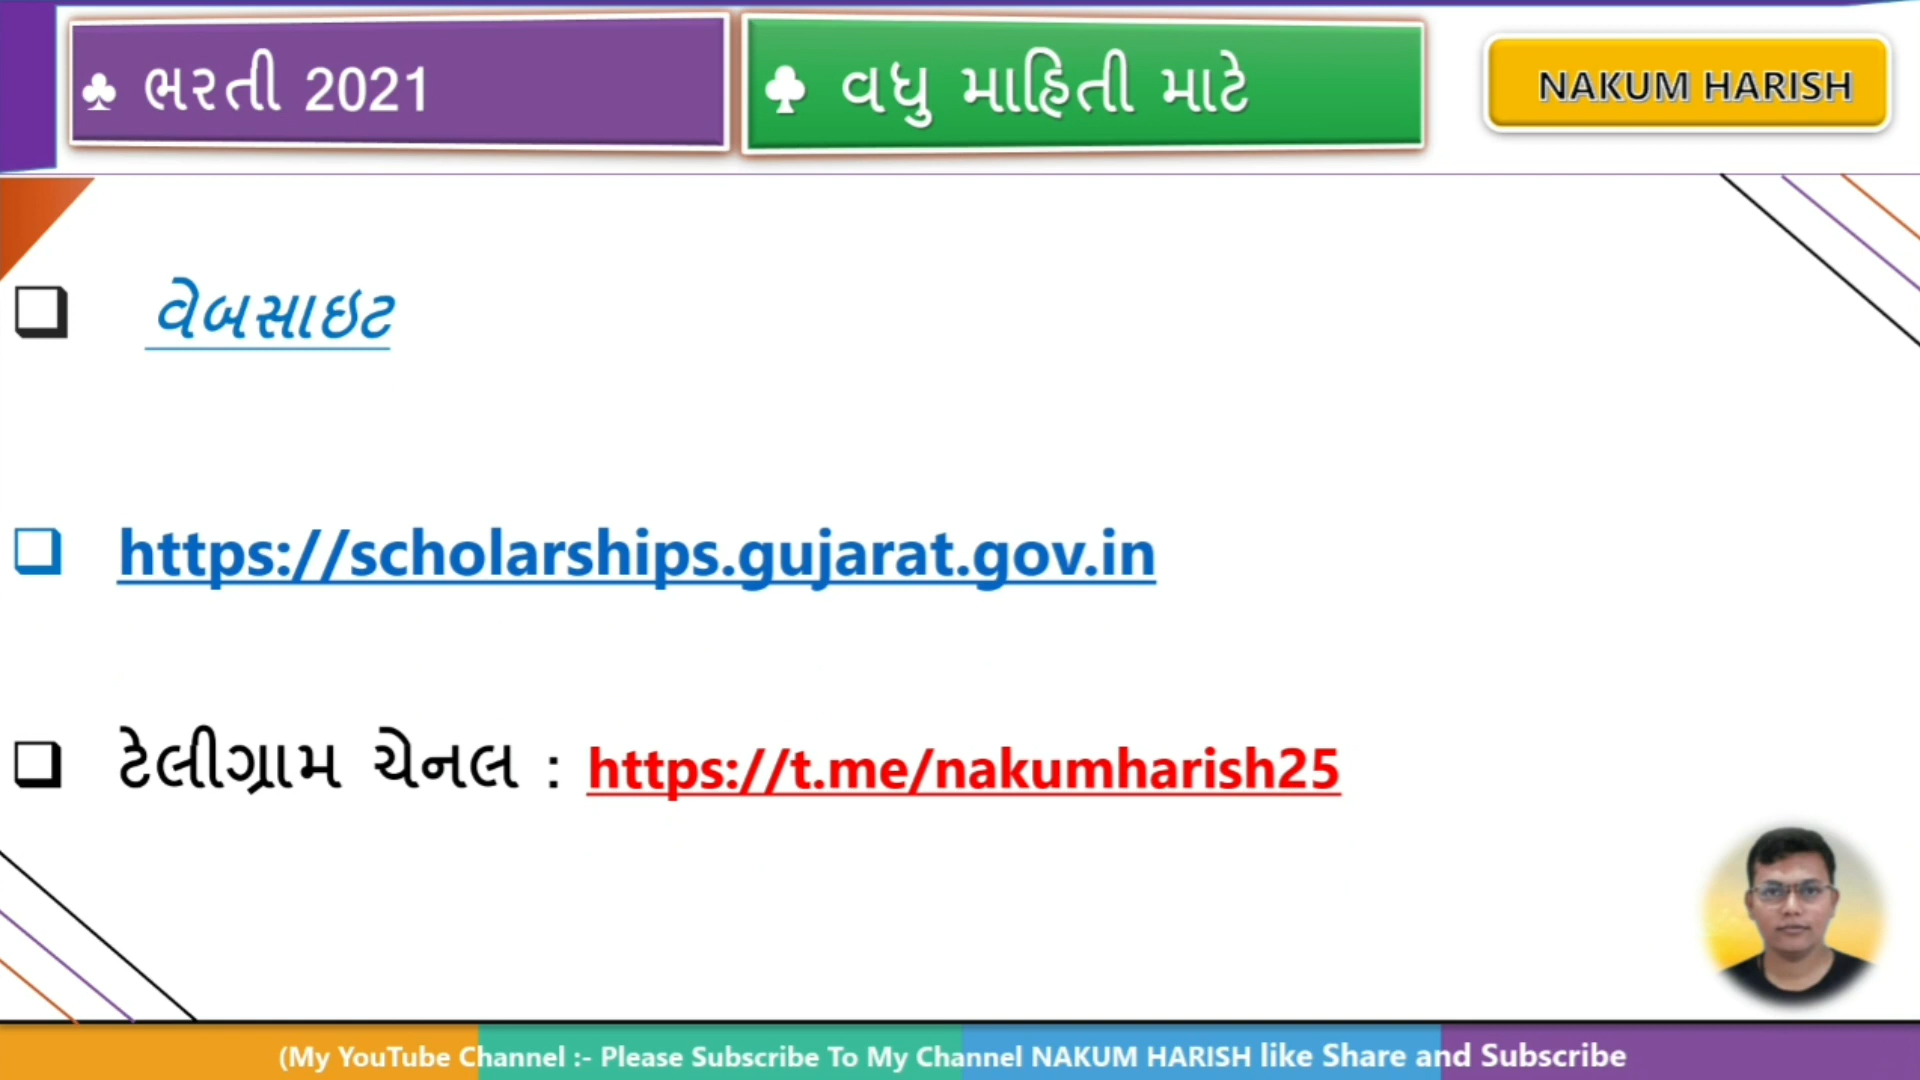 ♣ ભરતી 2021
♣ વધુ માહિતી માટે
NAKUM HARISH
❑ વેબસાઇટ
❑ https://scholarships.gujarat.gov.in
❑ ટેલીગ્રામ ચેનલ : https://t.me/nakumharish25
(My YouTube Channel :- Please Subscribe To My Channel NAKUM HARISH like Share and Subscribe